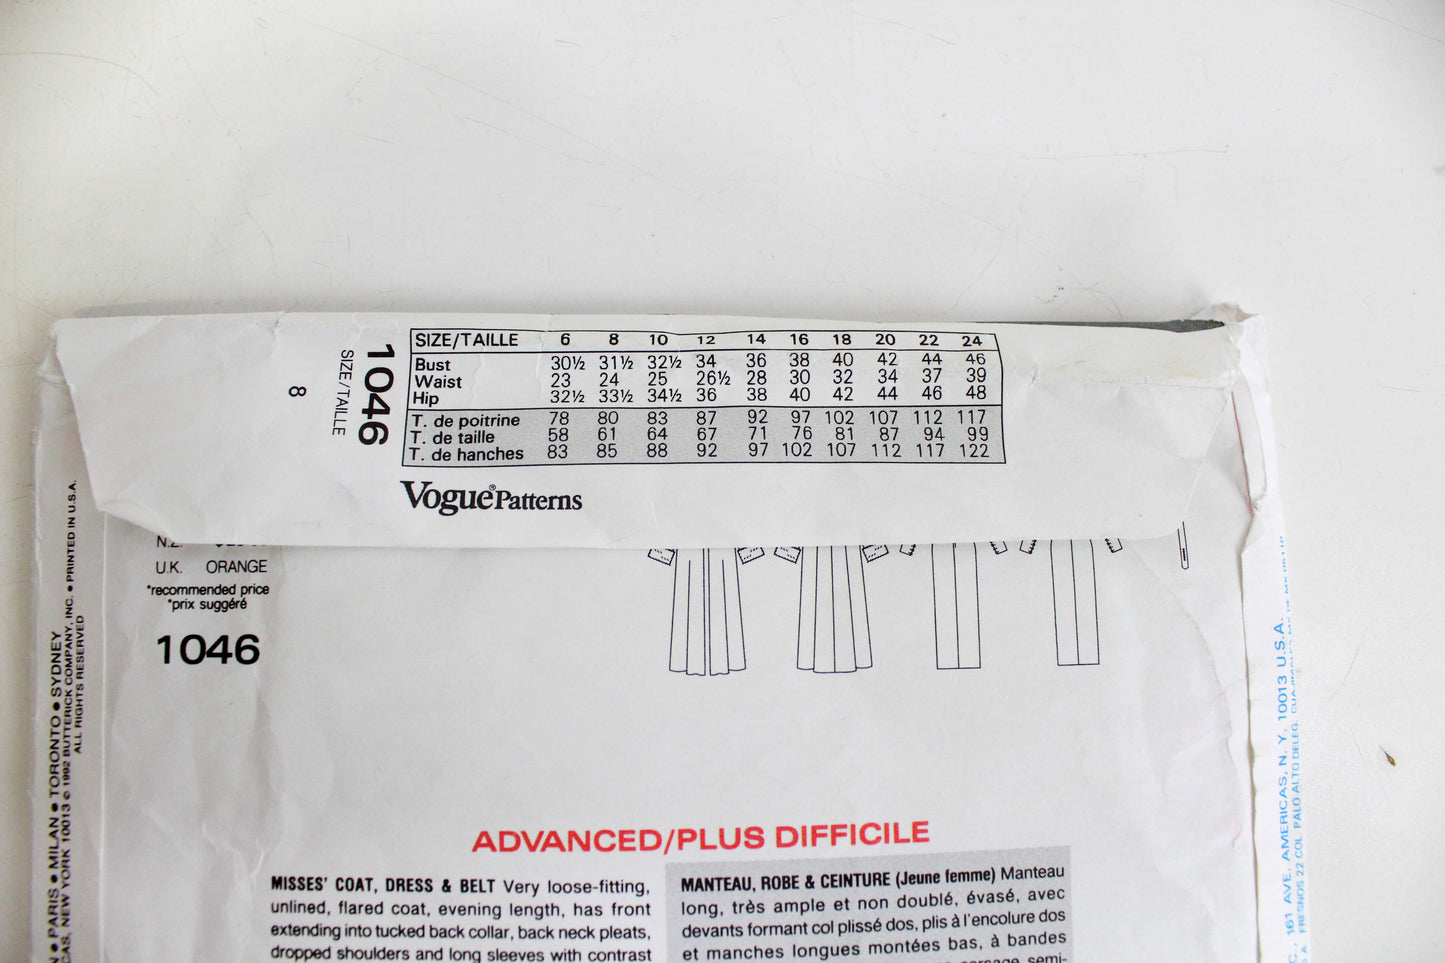 SIZE/TAILLE 6 8 10 12 14 16 18 20 22 24
Bust 30½ 31½ 32½ 34 36 38 40 42 44 46
Waist 23 24 25 26½ 28 30 32 34 37 39
Hip 32½ 33½ 34½ 36 38 40 42 44 46 48
T. de poitrine 78 80 83 87 92 97 102 107 112 117
T. de taille 58 61 64 67 71 76 81 87 94 99
T. de hanches 83 85 88 92 97 102 107 112 117 122
1046
SIZE/TAILLE
8
Vogue® Patterns
N.Z.
U.K. ORANGE
*recommended price
*prix suggéré
1046
ADVANCED/PLUS DIFFICILE
MISSES' COAT, DRESS & BELT Very loose-fitting,
unlined, flared coat, evening length, has front
extending into tucked back collar, back neck pleats,
dropped shoulders and long sleeves with contrast
MANTEAU, ROBE & CEINTURE (Jeune femme) Manteau
long, très ample et non doublé, évasé, avec
devants formant col plissé dos, plis à l'encolure dos
et manches longues montées bas, à bandes
semi-
• PARIS • MILAN • TORONTO • SYDNEY
NEW YORK 10013 © 1992 BUTTERICK COMPANY, INC. • PRINTED IN U.S.A.
ALL RIGHTS RESERVED
161 AVE. AMERICAS, N. Y. 10013 U.S.A.
FRESNOS 22 COL. PALO ALTO DELEG